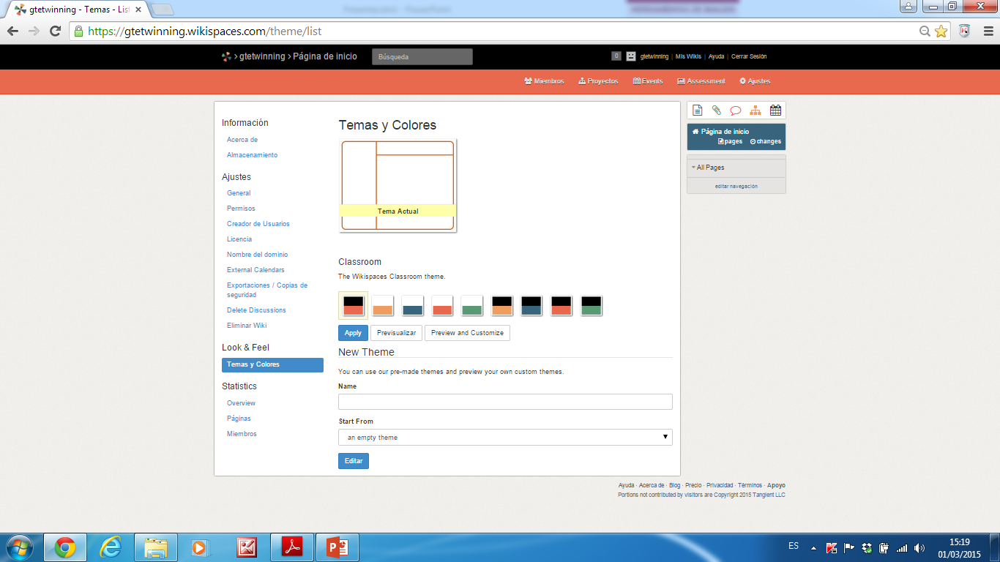 gtetwinning - Temas - List
https://gtetwinning.wikispaces.com/theme/list
gtetwinning > Página de inicio
Búsqueda
0 gtetwinning | Mis Wikis | Ayuda | Cerrar Sesión
Miembros Proyectos Events Assessment Ajustes
Información
Acerca de
Almacenamiento
Ajustes
General
Permisos
Creador de Usuarios
Licencia
Nombre del dominio
External Calendars
Exportaciones / Copias de
seguridad
Delete Discussions
Eliminar Wiki
Look & Feel
Temas y Colores
Statistics
Overview
Páginas
Miembros
Temas y Colores
Tema Actual
Classroom
The Wikispaces Classroom theme.
Apply Previsualizar Preview and Customize
New Theme
You can use our pre-made themes and preview your own custom themes.
Name
Start From
an empty theme
Editar
Página de inicio
pages changes
All Pages
editar navegación
Ayuda · Acerca de · Blog · Precio · Privacidad · Términos · Apoyo
Portions not contributed by visitors are Copyright 2015 Tangient LLC
ES
15:19
01/03/2015